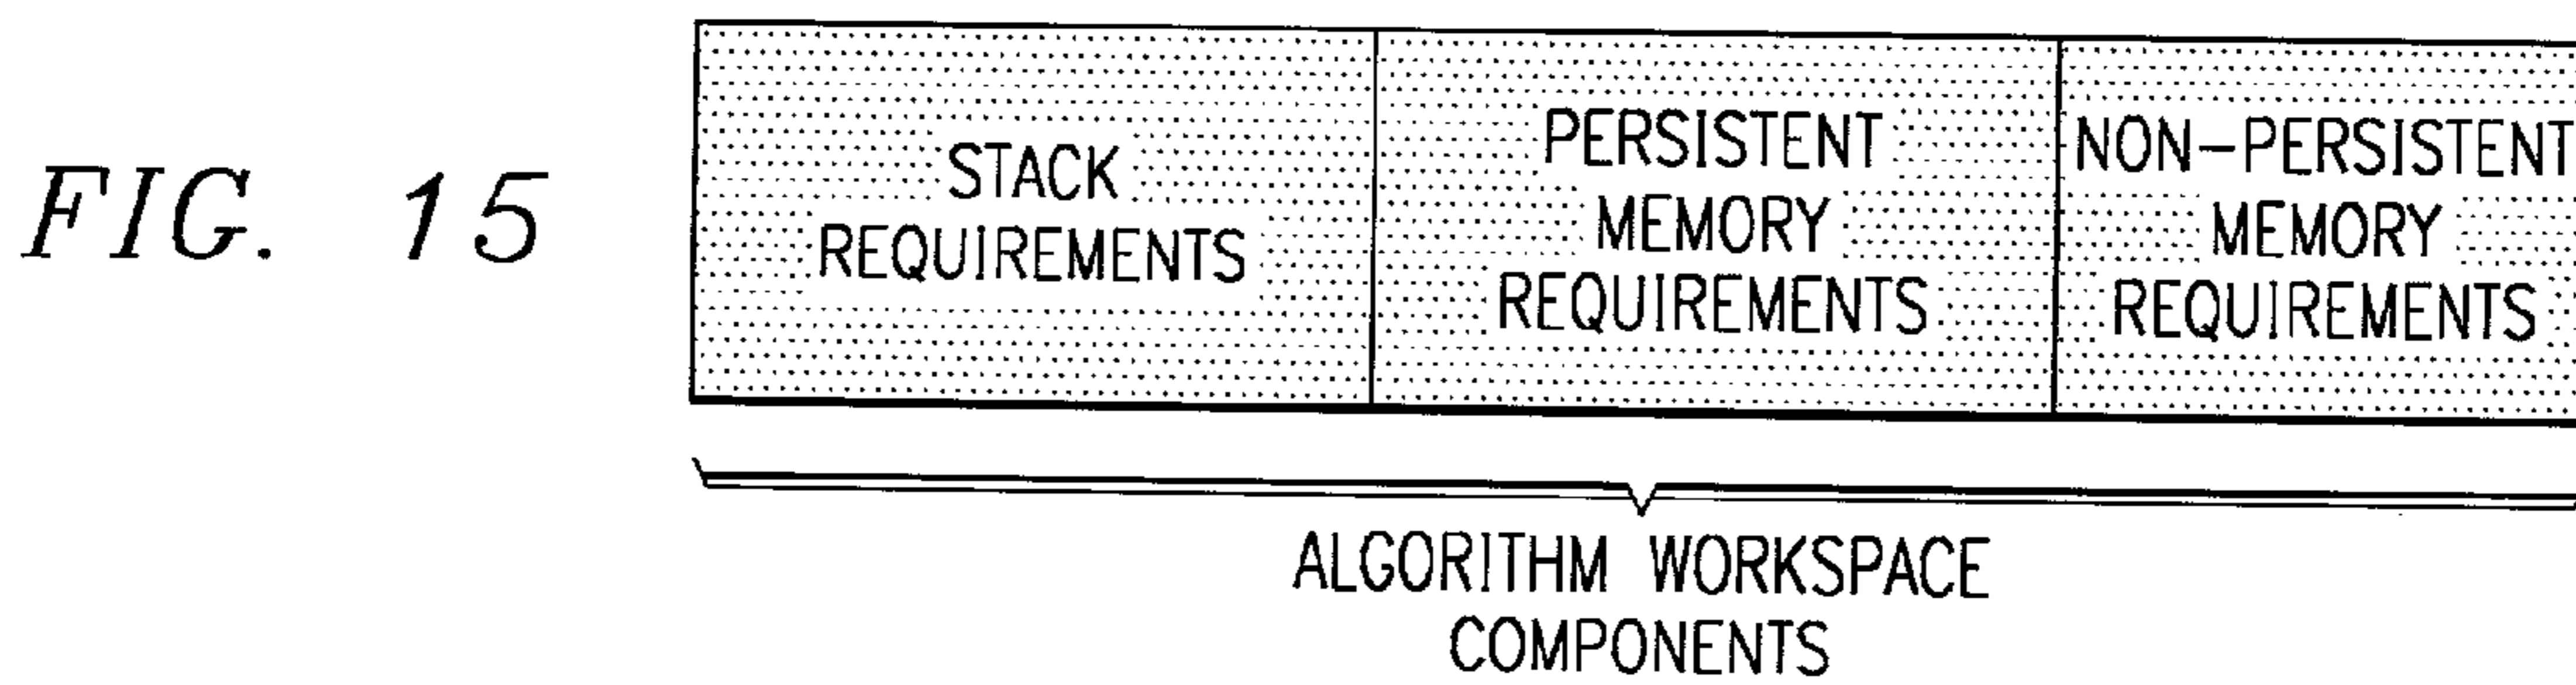 FIG. 15
STACK
REQUIREMENTS
PERSISTENT
MEMORY
REQUIREMENTS
NON-PERSISTENT
MEMORY
REQUIREMENTS
ALGORITHM WORKSPACE
COMPONENTS